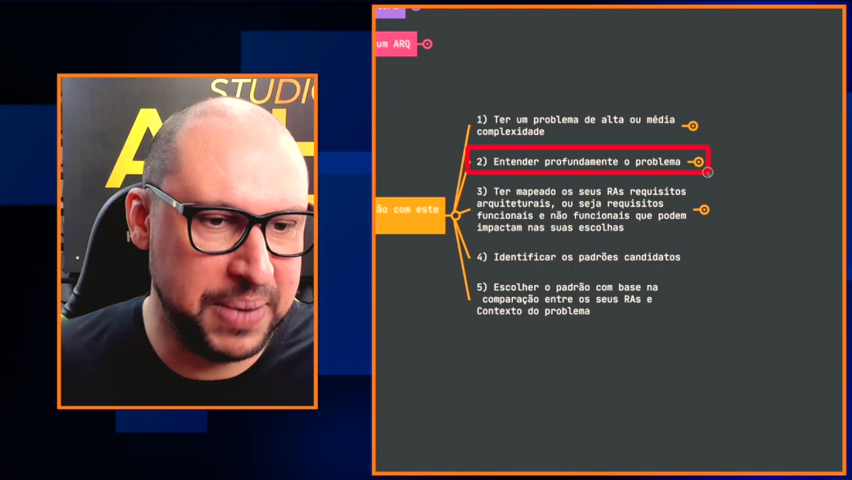 STUDIO
um ARQ
1) Ter um problema de alta ou média
complexidade
2) Entender profundamente o problema
3) Ter mapeado os seus RAs requisitos
arquiteturais, ou seja requisitos
funcionais e não funcionais que podem
impactam nas suas escolhas
ão com este
4) Identificar os padrões candidatos
5) Escolher o padrão com base na
comparação entre os seus RAs e
Contexto do problema